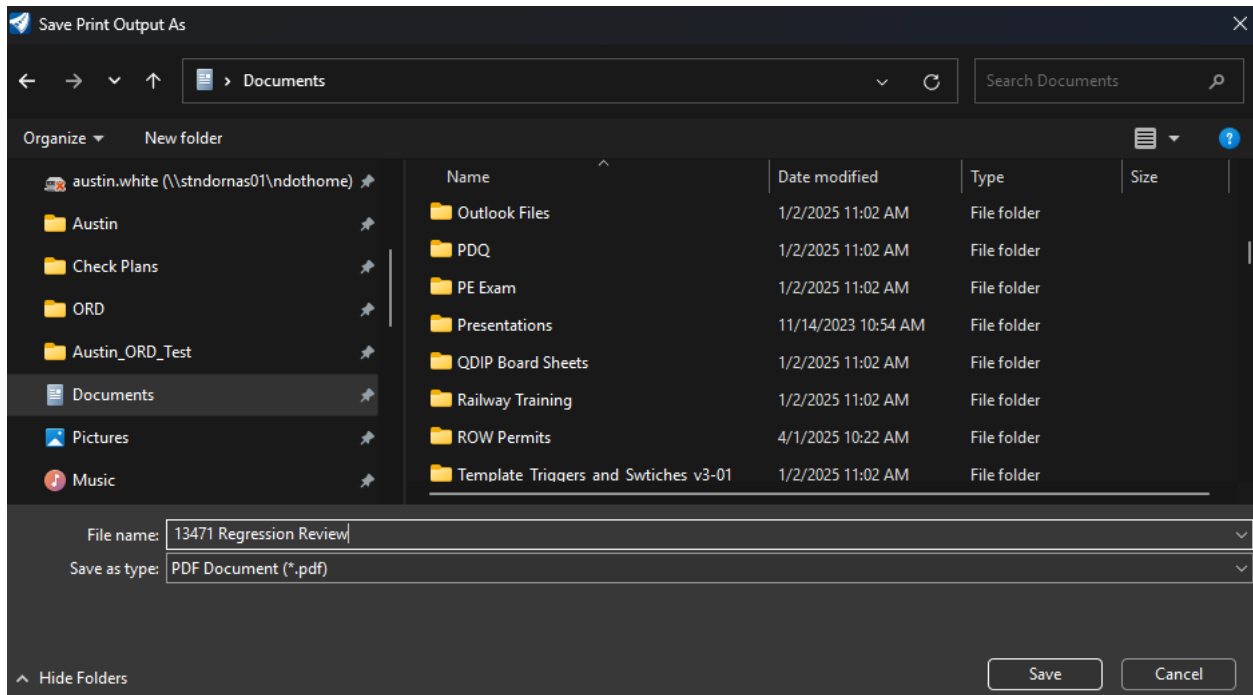 Save Print Output As
Documents
Search Documents
Organize
New folder
austin.white (\\stndornas01\ndothome)
Austin
Check Plans
ORD
Austin_ORD_Test
Documents
Pictures
Music
Name Date modified Type Size
Outlook Files 1/2/2025 11:02 AM File folder
PDQ 1/2/2025 11:02 AM File folder
PE Exam 1/2/2025 11:02 AM File folder
Presentations 11/14/2023 10:54 AM File folder
QDIP Board Sheets 1/2/2025 11:02 AM File folder
Railway Training 1/2/2025 11:02 AM File folder
ROW Permits 4/1/2025 10:22 AM File folder
Template Triggers and Swtiches v3-01 1/2/2025 11:02 AM File folder
File name: 13471 Regression Review
Save as type: PDF Document (*.pdf)
Hide Folders
Save
Cancel